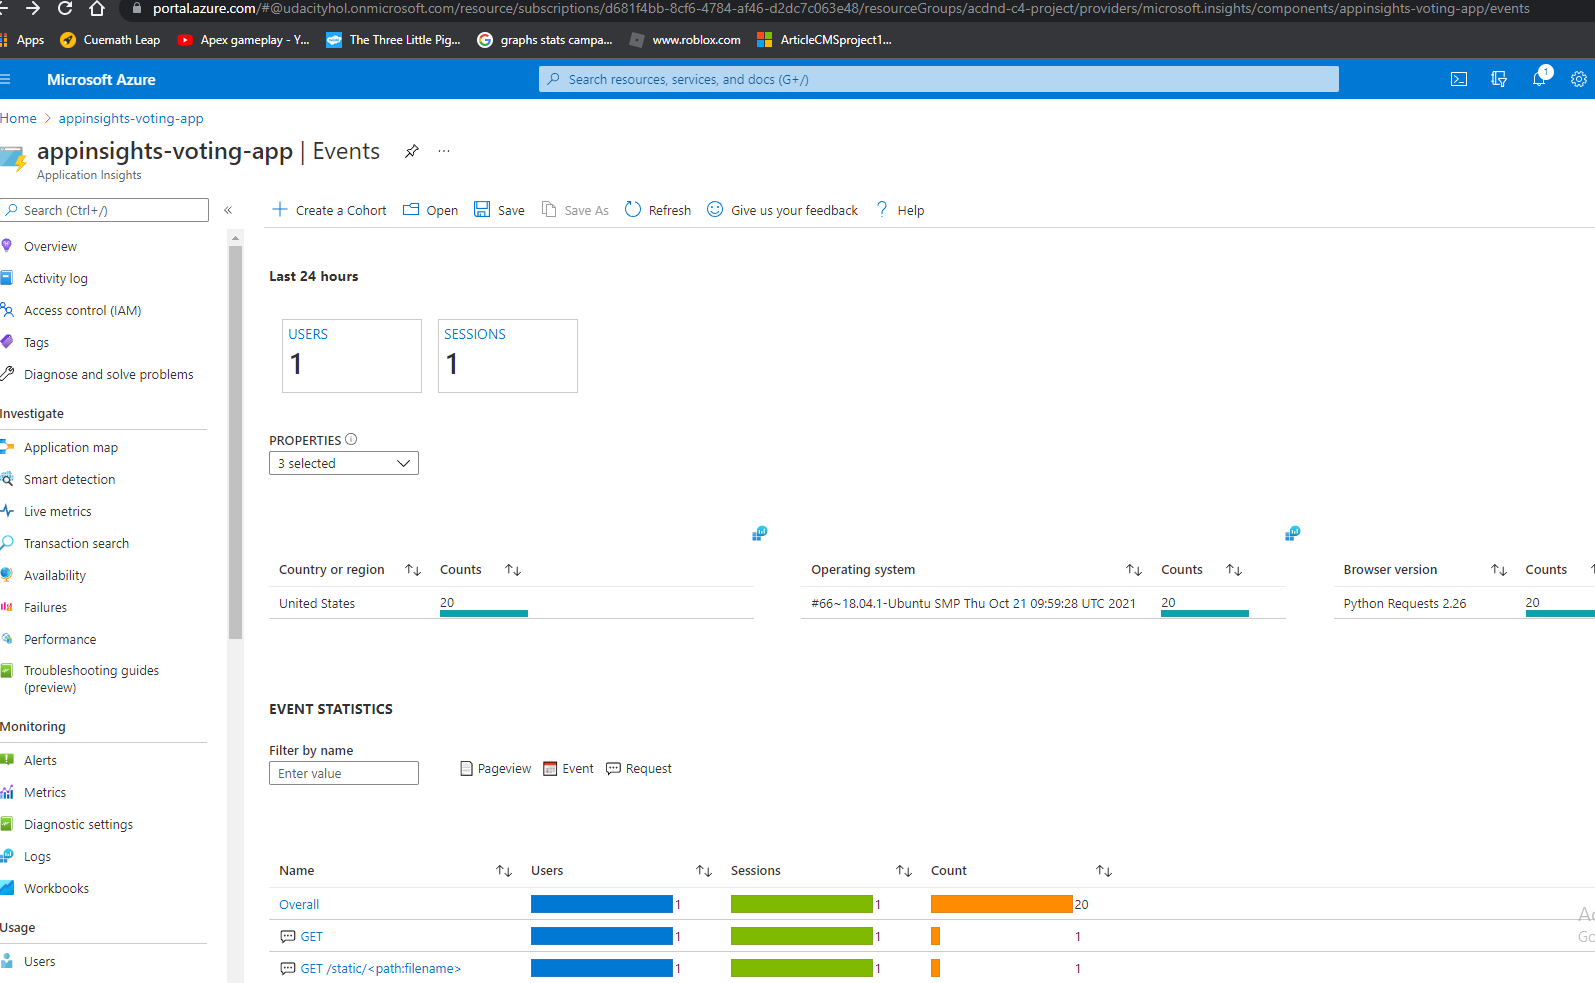 portal.azure.com/#@udacityhol.onmicrosoft.com/resource/subscriptions/d681f4bb-8cf6-4784-af46-d2dc7c063e48/resourceGroups/acdnd-c4-project/providers/microsoft.insights/components/appinsights-voting-app/events
Apps Cuemath Leap Apex gameplay - Y... The Three Little Pig... graphs stats campa... www.roblox.com ArticleCMSproject1...
Microsoft Azure Search resources, services, and docs (G+/) 1
Home > appinsights-voting-app
appinsights-voting-app | Events ...
Application Insights
Search (Ctrl+/) «
Create a Cohort Open Save Save As Refresh Give us your feedback ? Help
Overview
Activity log
Access control (IAM)
Tags
Diagnose and solve problems
Investigate
Application map
Smart detection
Live metrics
Transaction search
Availability
Failures
Performance
Troubleshooting guides
(preview)
Monitoring
Alerts
Metrics
Diagnostic settings
Logs
Workbooks
Usage
Users
Last 24 hours
USERS SESSIONS
1 1
PROPERTIES
3 selected
Country or region Counts Operating system Counts Browser version Counts
United States 20 #66~18.04.1-Ubuntu SMP Thu Oct 21 09:59:28 UTC 2021 20 Python Requests 2.26 20
EVENT STATISTICS
Filter by name
Enter value Pageview Event Request
Name Users Sessions Count
Overall 1 1 20
GET 1 1 1
GET /static/<path:filename> 1 1 1